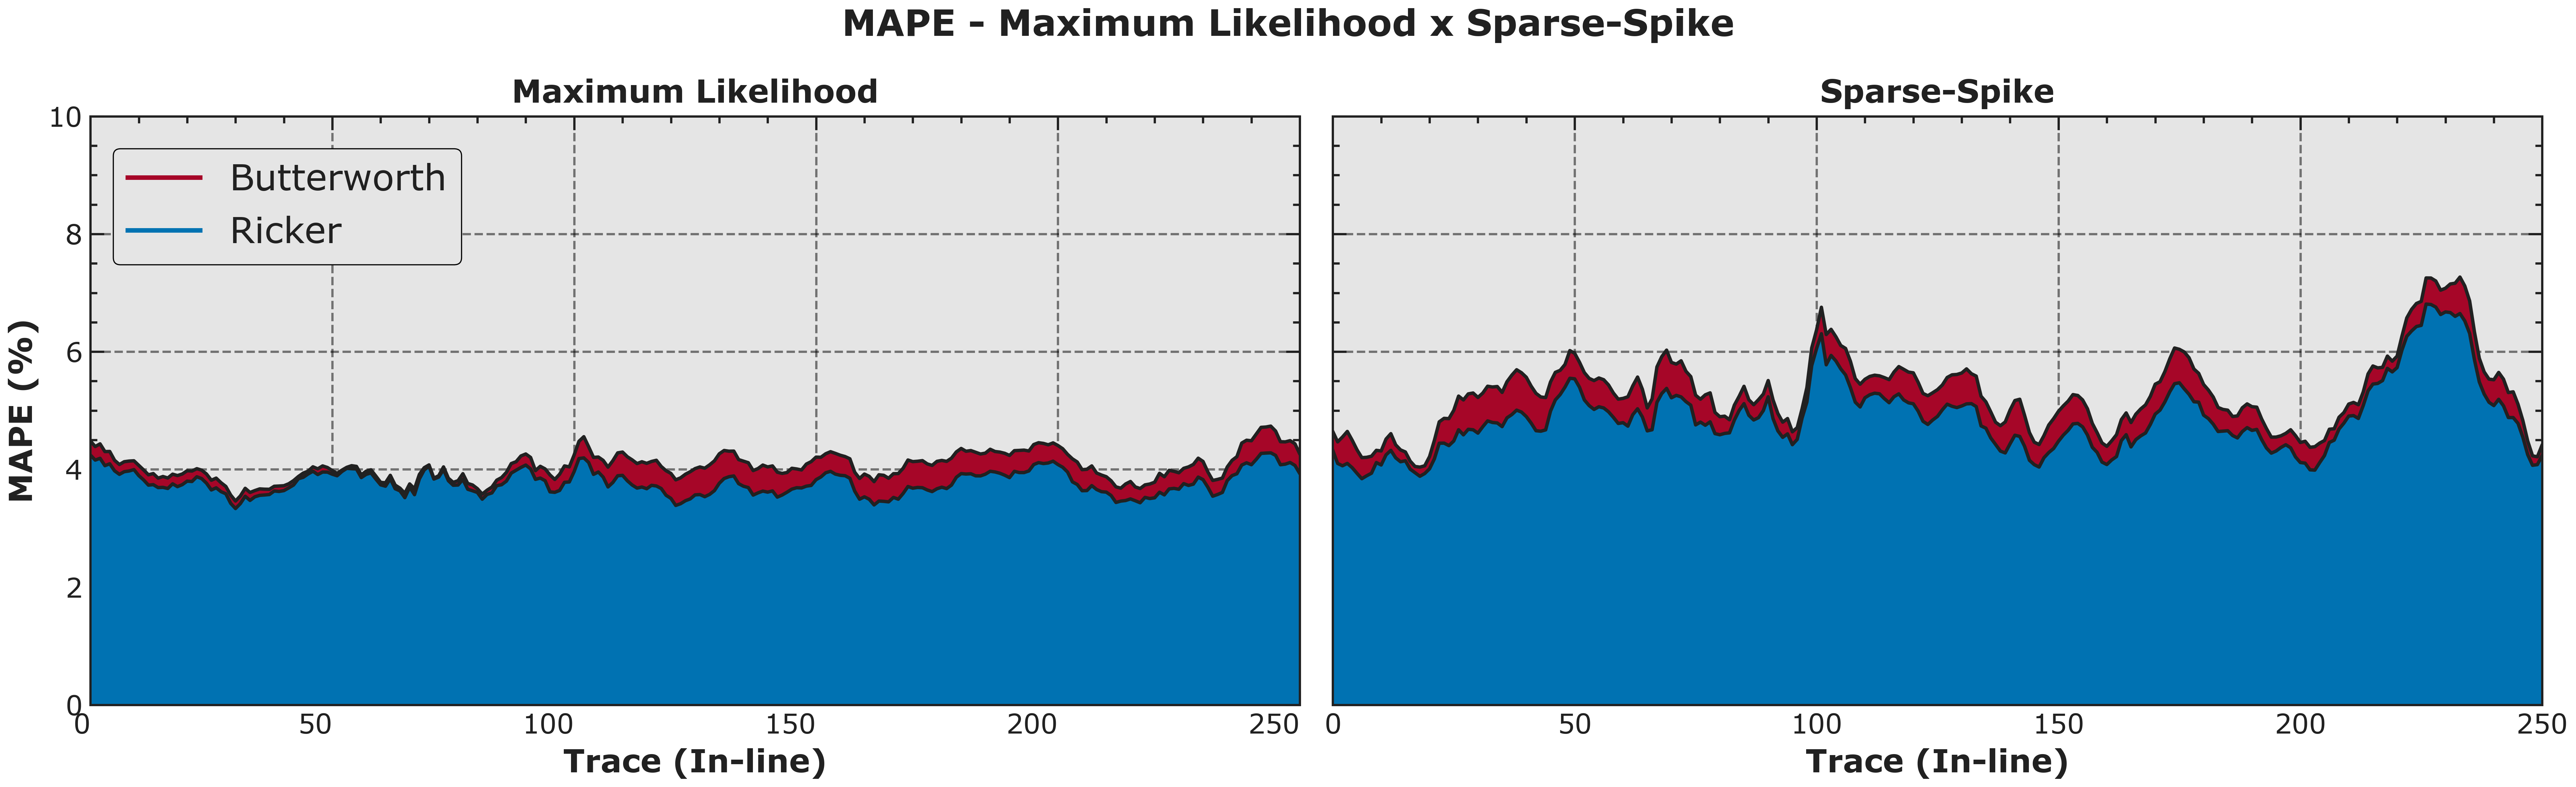 MAPE – Maximum Likelihood x Sparse-Spike
Maximum Likelihood
Sparse-Spike
10
8
6
4
2
0
MAPE (%)
Butterworth
Ricker
0 50 100 150 200 250
0 50 100 150 200 250
Trace (In-line)
Trace (In-line)